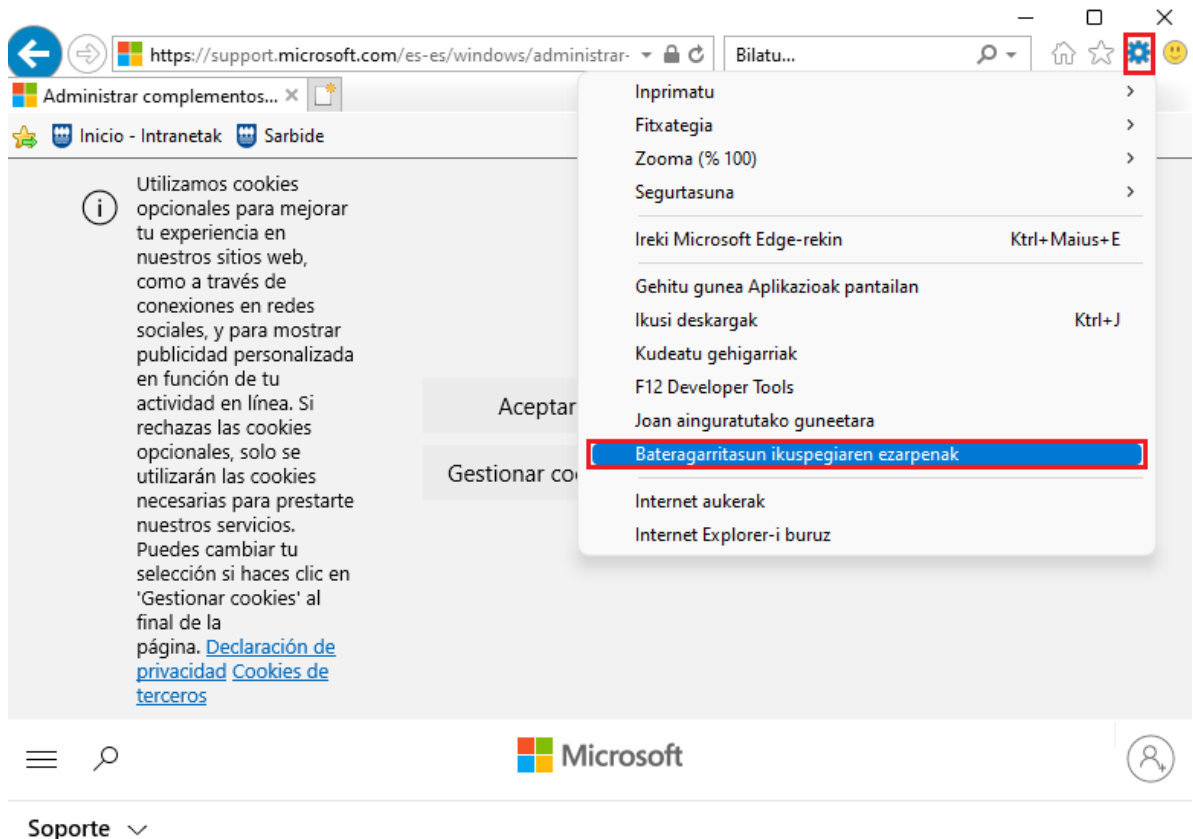 https://support.microsoft.com/es-es/windows/administrar-
Bilatu...
Administrar complementos...
Inicio - Intranetak
Sarbide
Inprimatu
Fitxategia
Zooma (% 100)
Segurtasuna
Ireki Microsoft Edge-rekin Ktrl+Maius+E
Gehitu gunea Aplikazioak pantailan
Ikusi deskargak Ktrl+J
Kudeatu gehigarriak
F12 Developer Tools
Joan ainguratutako guneetara
Bateragarritasun ikuspegiaren ezarpenak
Internet aukerak
Internet Explorer-i buruz
Utilizamos cookies
opcionales para mejorar
tu experiencia en
nuestros sitios web,
como a través de
conexiones en redes
sociales, y para mostrar
publicidad personalizada
en función de tu
actividad en línea. Si
rechazas las cookies
opcionales, solo se
utilizarán las cookies
necesarias para prestarte
nuestros servicios.
Puedes cambiar tu
selección si haces clic en
'Gestionar cookies' al
final de la
página. Declaración de
privacidad Cookies de
terceros
Aceptar
Gestionar co
Microsoft
Soporte